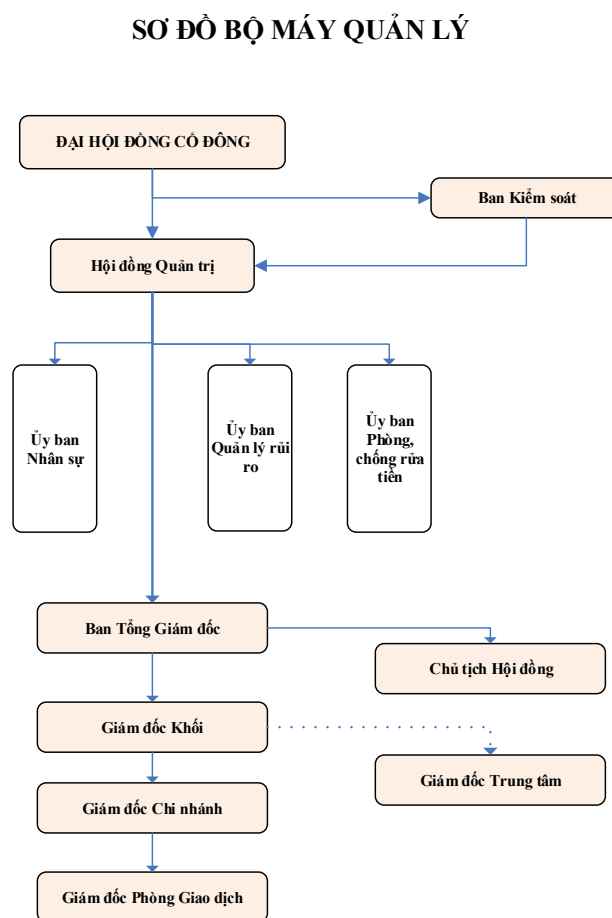 SƠ ĐỒ BỘ MÁY QUẢN LÝ
ĐẠI HỘI ĐỒNG CỔ ĐÔNG
Ban Kiểm soát
Hội đồng Quản trị
Ủy ban
Nhân sự
Ủy ban
Quản lý rủi
ro
Ủy ban
Phòng,
chống rửa
tiền
Ban Tổng Giám đốc
Chủ tịch Hội đồng
Giám đốc Khối
Giám đốc Trung tâm
Giám đốc Chi nhánh
Giám đốc Phòng Giao dịch